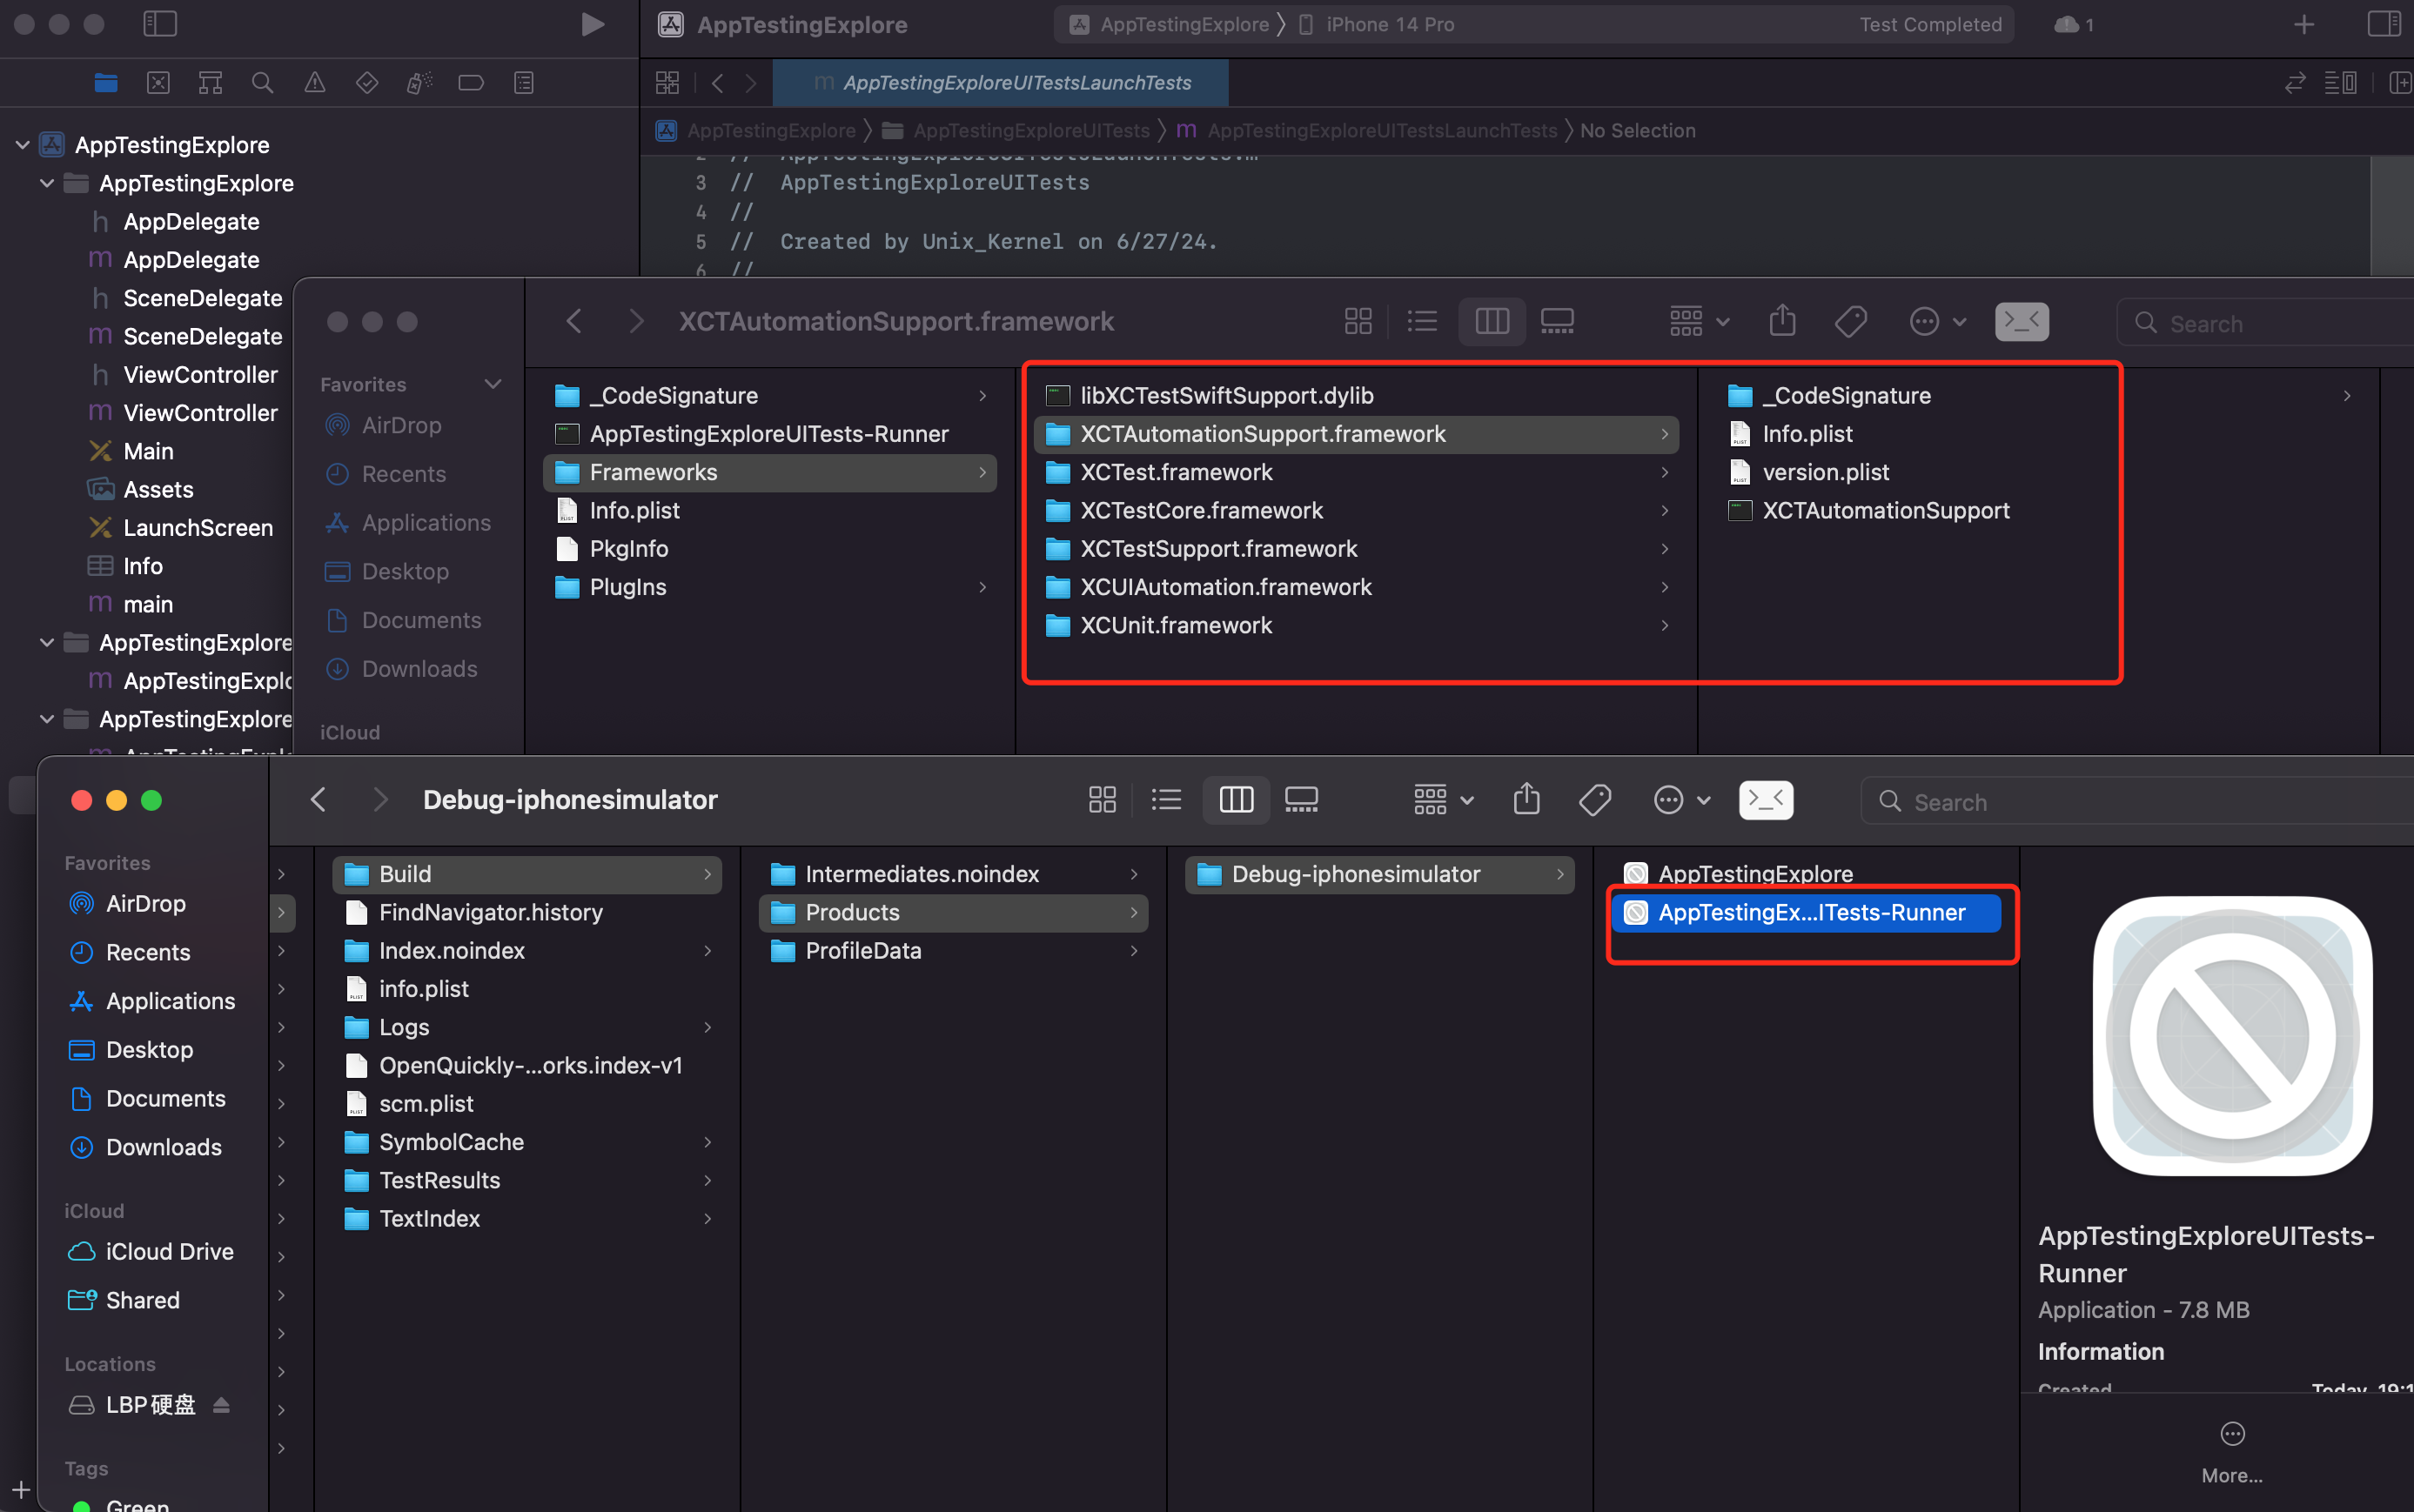 AppTestingExplore
AppTestingExplore
iPhone 14 Pro
Test Completed
1
m AppTestingExploreUITestsLaunchTests
AppTestingExplore
AppTestingExploreUITests
m AppTestingExploreUITestsLaunchTests
No Selection
AppTestingExplore
AppTestingExplore
h AppDelegate
m AppDelegate
h SceneDelegate
m SceneDelegate
h ViewController
m ViewController
Main
Assets
LaunchScreen
Info
m main
AppTestingExplore
m AppTestingExplo
AppTestingExplore
3 // AppTestingExploreUITests
4 //
5 // Created by Unix_Kernel on 6/27/24.
6 //
XCTAutomationSupport.framework
Search
Favorites
AirDrop
Recents
Applications
Desktop
Documents
Downloads
iCloud
_CodeSignature
AppTestingExploreUITests-Runner
Frameworks
Info.plist
PkgInfo
PlugIns
libXCTestSwiftSupport.dylib
XCTAutomationSupport.framework
XCTest.framework
XCTestCore.framework
XCTestSupport.framework
XCUIAutomation.framework
XCUnit.framework
_CodeSignature
Info.plist
version.plist
XCTAutomationSupport
Debug-iphonesimulator
Search
Favorites
AirDrop
Recents
Applications
Desktop
Documents
Downloads
iCloud
iCloud Drive
Shared
Locations
LBP硬盘
Tags
Green
Build
FindNavigator.history
Index.noindex
info.plist
Logs
OpenQuickly-...orks.index-v1
scm.plist
SymbolCache
TestResults
TextIndex
Intermediates.noindex
Products
ProfileData
Debug-iphonesimulator
AppTestingExplore
AppTestingEx...ITests-Runner
AppTestingExploreUITests-
Runner
Application - 7.8 MB
Information
Created
Today, 19:1
More...